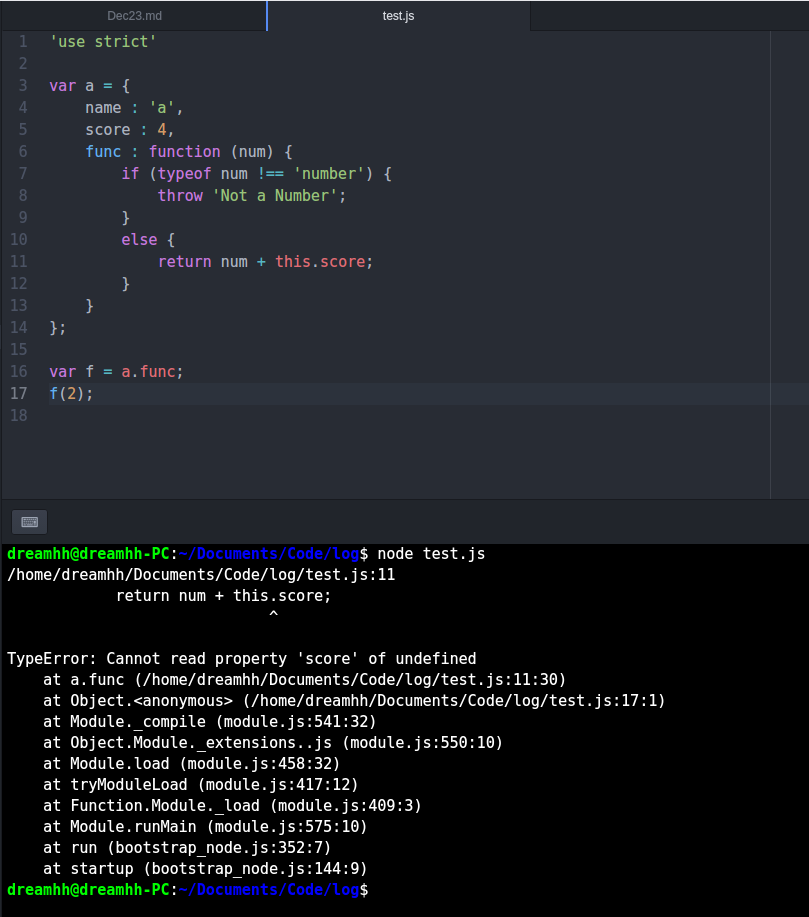 Dec23.md
test.js
1 'use strict'
2
3 var a = {
4     name : 'a',
5     score : 4,
6     func : function (num) {
7         if (typeof num !== 'number') {
8             throw 'Not a Number';
9         }
10         else {
11             return num + this.score;
12         }
13     }
14 };
15
16 var f = a.func;
17 f(2);
18
dreamhh@dreamhh-PC:~/Documents/Code/log$ node test.js
/home/dreamhh/Documents/Code/log/test.js:11
            return num + this.score;
                             ^
TypeError: Cannot read property 'score' of undefined
    at a.func (/home/dreamhh/Documents/Code/log/test.js:11:30)
    at Object.<anonymous> (/home/dreamhh/Documents/Code/log/test.js:17:1)
    at Module._compile (module.js:541:32)
    at Object.Module._extensions..js (module.js:550:10)
    at Module.load (module.js:458:32)
    at tryModuleLoad (module.js:417:12)
    at Function.Module._load (module.js:409:3)
    at Module.runMain (module.js:575:10)
    at run (bootstrap_node.js:352:7)
    at startup (bootstrap_node.js:144:9)
dreamhh@dreamhh-PC:~/Documents/Code/log$